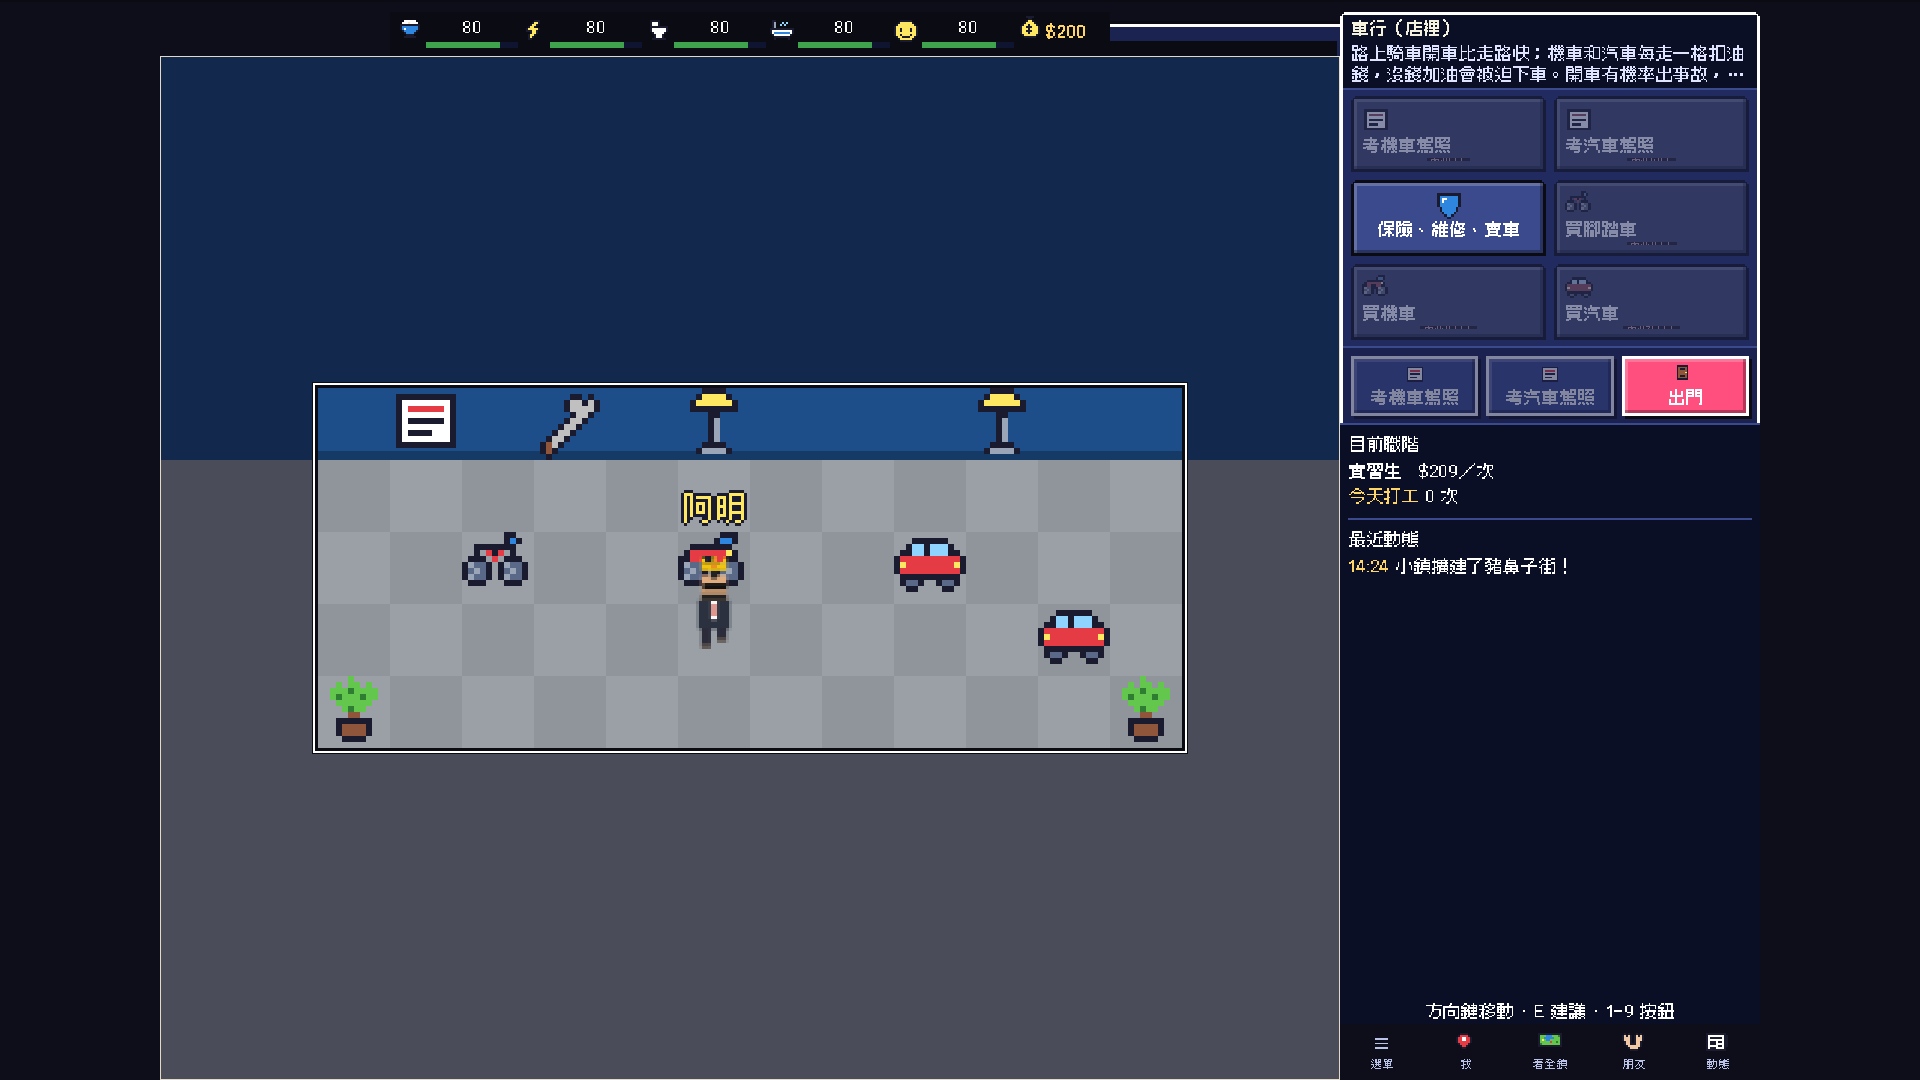 80
80
80
80
80
$200
車行（店裡）
路上騎車開車比走路快；機車和汽車每走一格扣油
錢，沒錢加油會被迫下車。開車有機率出事故，…
考機車駕照
考汽車駕照
保險、維修、賣車
買腳踏車
買機車
買汽車
考機車駕照
考汽車駕照
出門
阿明
目前職階
實習生 $209／次
今天打工 0 次
最近動態
14:24 小鎮擴建了豬鼻子街！
方向鍵移動・E 建議・1-9 按鈕
選單
我
看全鎮
朋友
動態